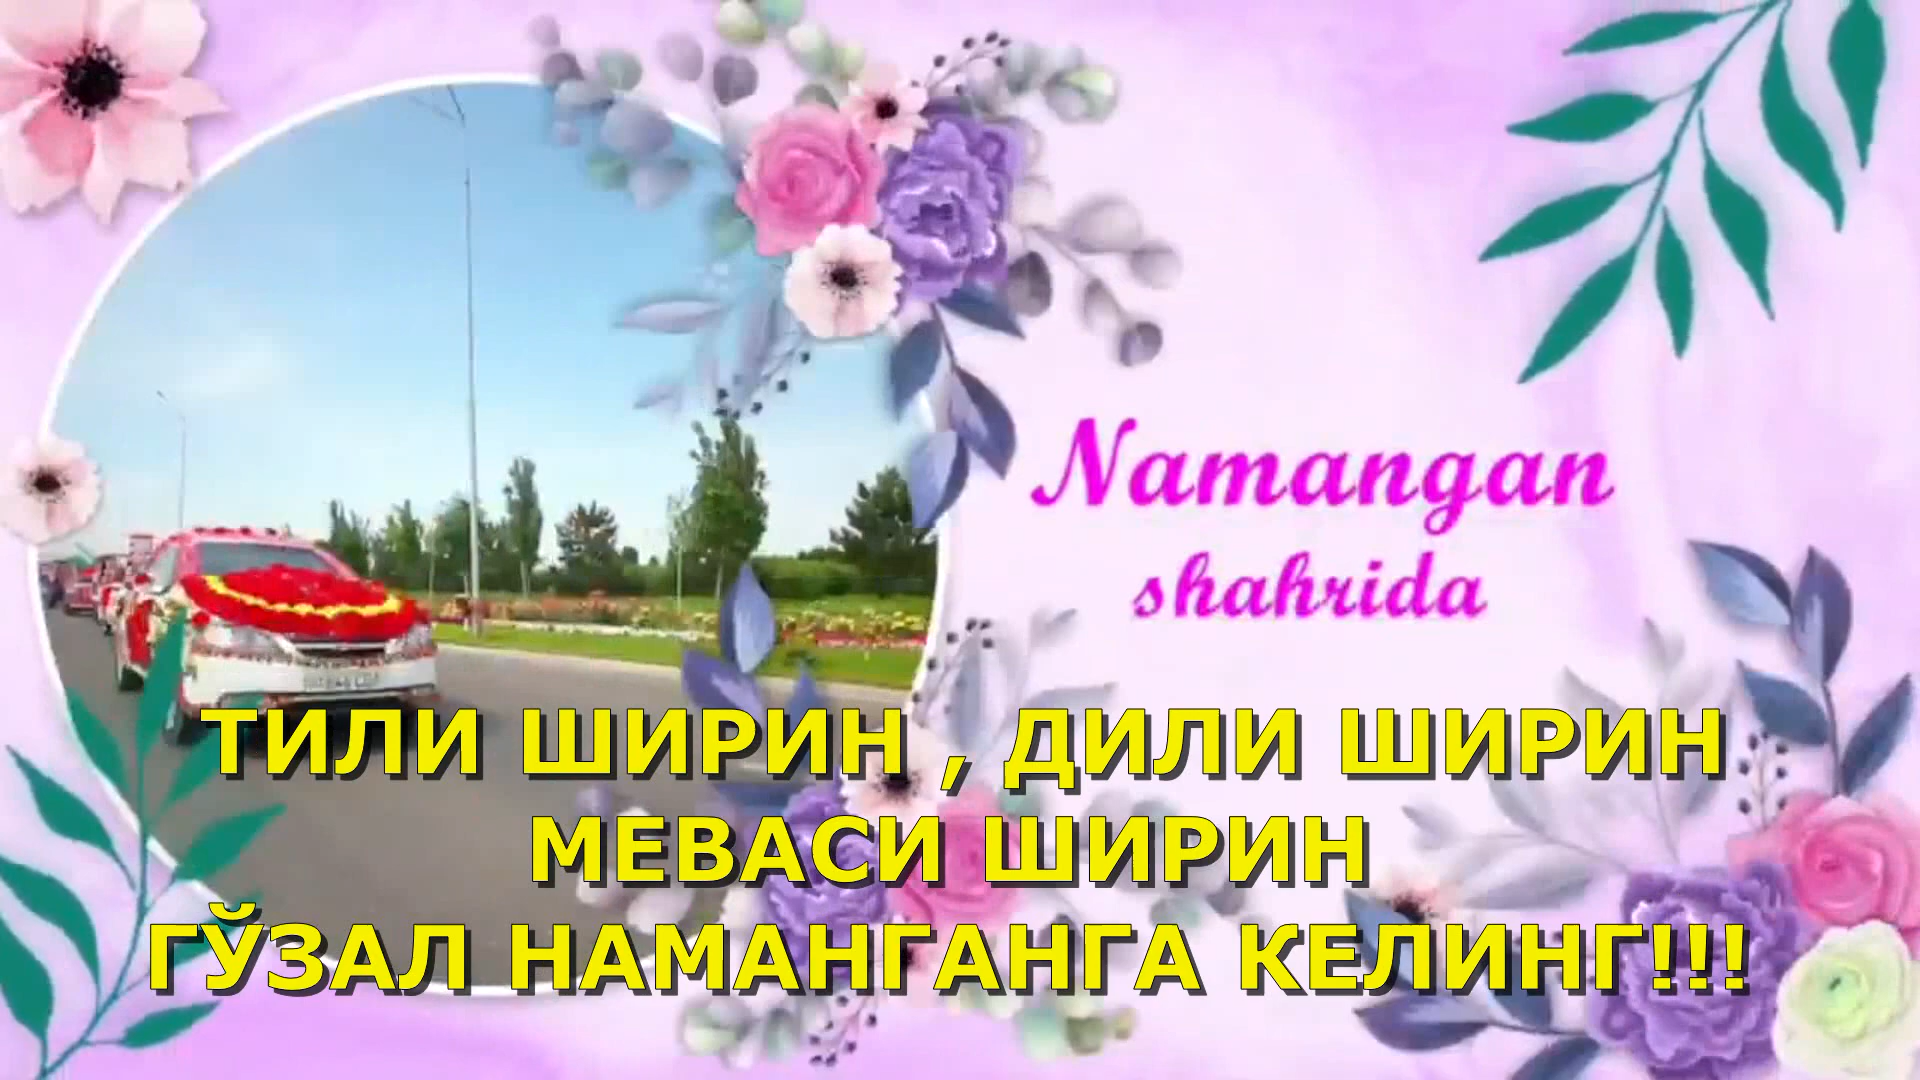 Namangan
shahrida
ТИЛИ ШИРИН , ДИЛИ ШИРИН
МЕВАСИ ШИРИН
ГЎЗАЛ НАМАНГАНГА КЕЛИНГ!!!